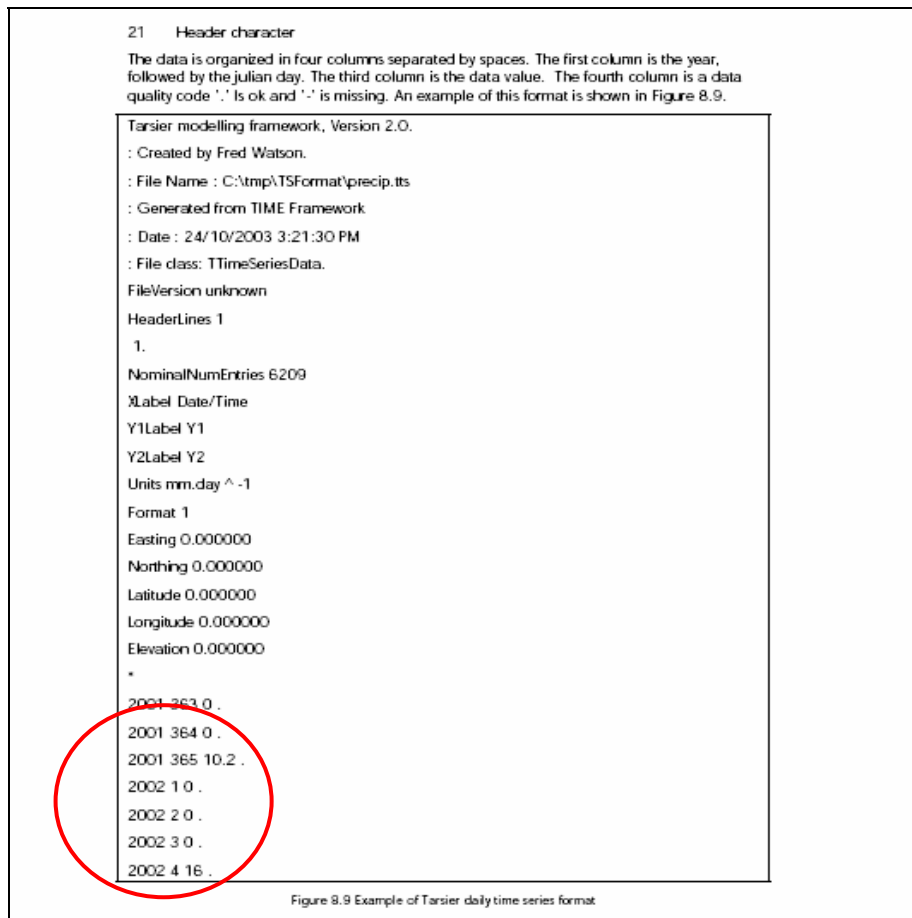 21 Header character
The data is organized in four columns separated by spaces. The first column is the year,
followed by the julian day. The third column is the data value. The fourth column is a data
quality code '.' Is ok and '-' is missing. An example of this format is shown in Figure 8.9.
Tarsier modelling framework, Version 2.0.
: Created by Fred Watson.
: File Name : C:\tmp\TSFormat\precip.tts
: Generated from TIME Framework
: Date : 24/10/2003 3:21:30 PM
: File class: TTimeSeriesData.
FileVersion unknown
HeaderLines 1
1.
NominalNumEntries 6209
XLabel Date/Time
Y1Label Y1
Y2Label Y2
Units mm.day ^ -1
Format 1
Easting 0.000000
Northing 0.000000
Latitude 0.000000
Longitude 0.000000
Elevation 0.000000
*
2001 363 0 .
2001 364 0 .
2001 365 10.2 .
2002 1 0 .
2002 2 0 .
2002 3 0 .
2002 4 16 .
Figure 8.9 Example of Tarsier daily time series format